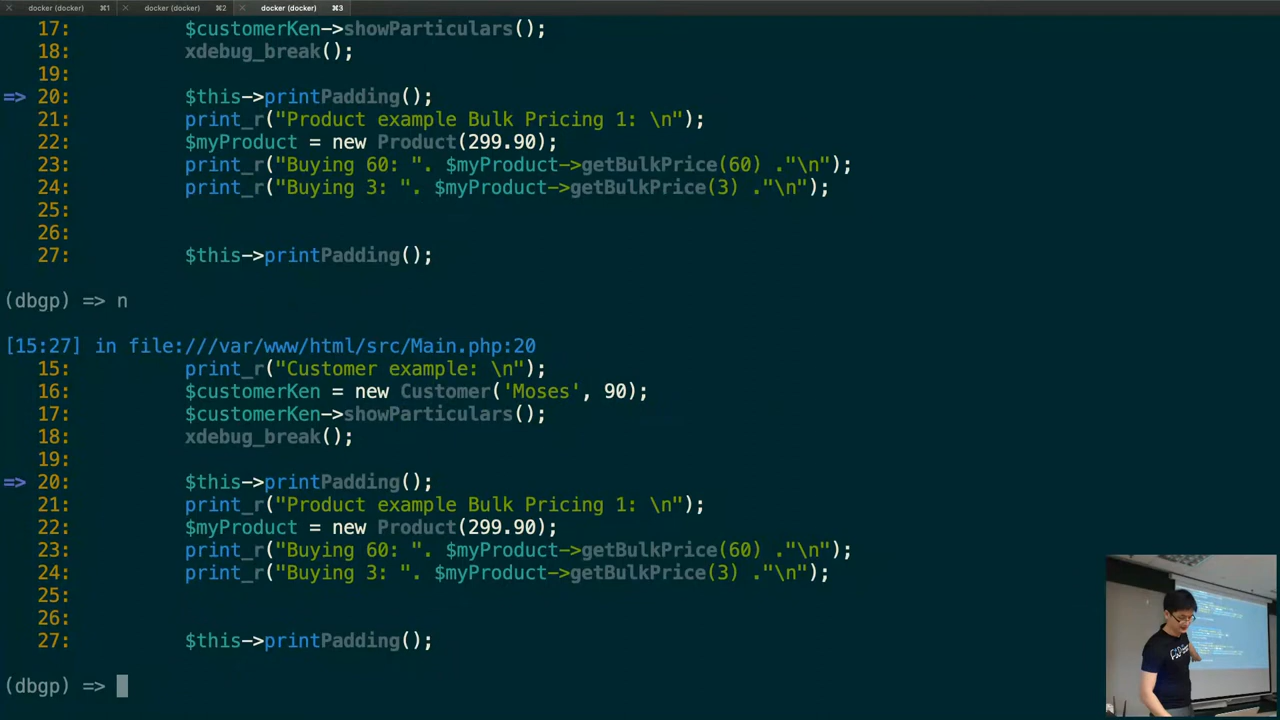 docker (docker) ⌘1 docker (docker) ⌘2 docker (docker) ⌘3
17: $customerKen->showParticulars();
18: xdebug_break();
19:
=> 20: $this->printPadding();
21: print_r("Product example Bulk Pricing 1: \n");
22: $myProduct = new Product(299.90);
23: print_r("Buying 60: ". $myProduct->getBulkPrice(60) ."\n");
24: print_r("Buying 3: ". $myProduct->getBulkPrice(3) ."\n");
25:
26:
27: $this->printPadding();
(dbgp) => n
[15:27] in file:///var/www/html/src/Main.php:20
15: print_r("Customer example: \n");
16: $customerKen = new Customer('Moses', 90);
17: $customerKen->showParticulars();
18: xdebug_break();
19:
=> 20: $this->printPadding();
21: print_r("Product example Bulk Pricing 1: \n");
22: $myProduct = new Product(299.90);
23: print_r("Buying 60: ". $myProduct->getBulkPrice(60) ."\n");
24: print_r("Buying 3: ". $myProduct->getBulkPrice(3) ."\n");
25:
26:
27: $this->printPadding();
(dbgp) =>